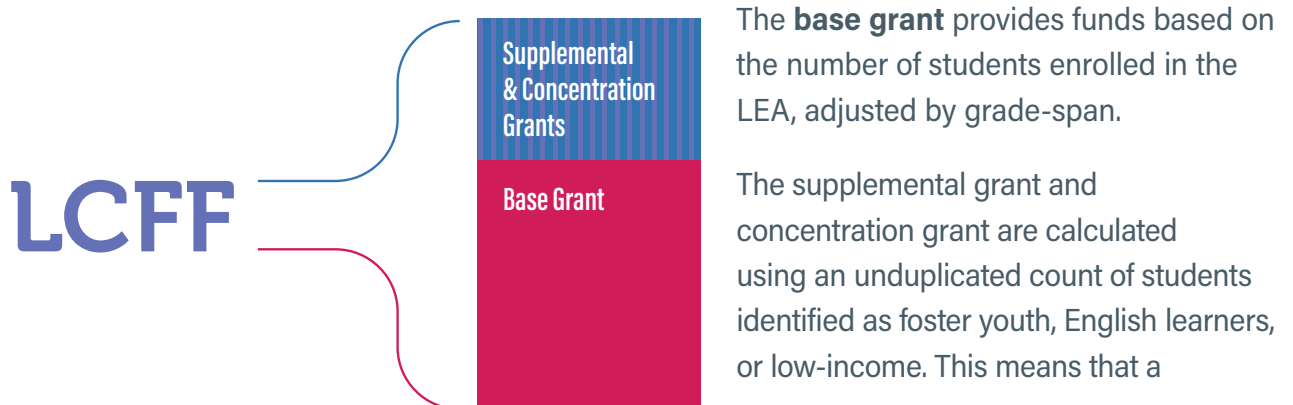 LCFF
Supplemental
& Concentration
Grants
Base Grant
The base grant provides funds based on
the number of students enrolled in the
LEA, adjusted by grade-span.
The supplemental grant and
concentration grant are calculated
using an unduplicated count of students
identified as foster youth, English learners,
or low-income. This means that a